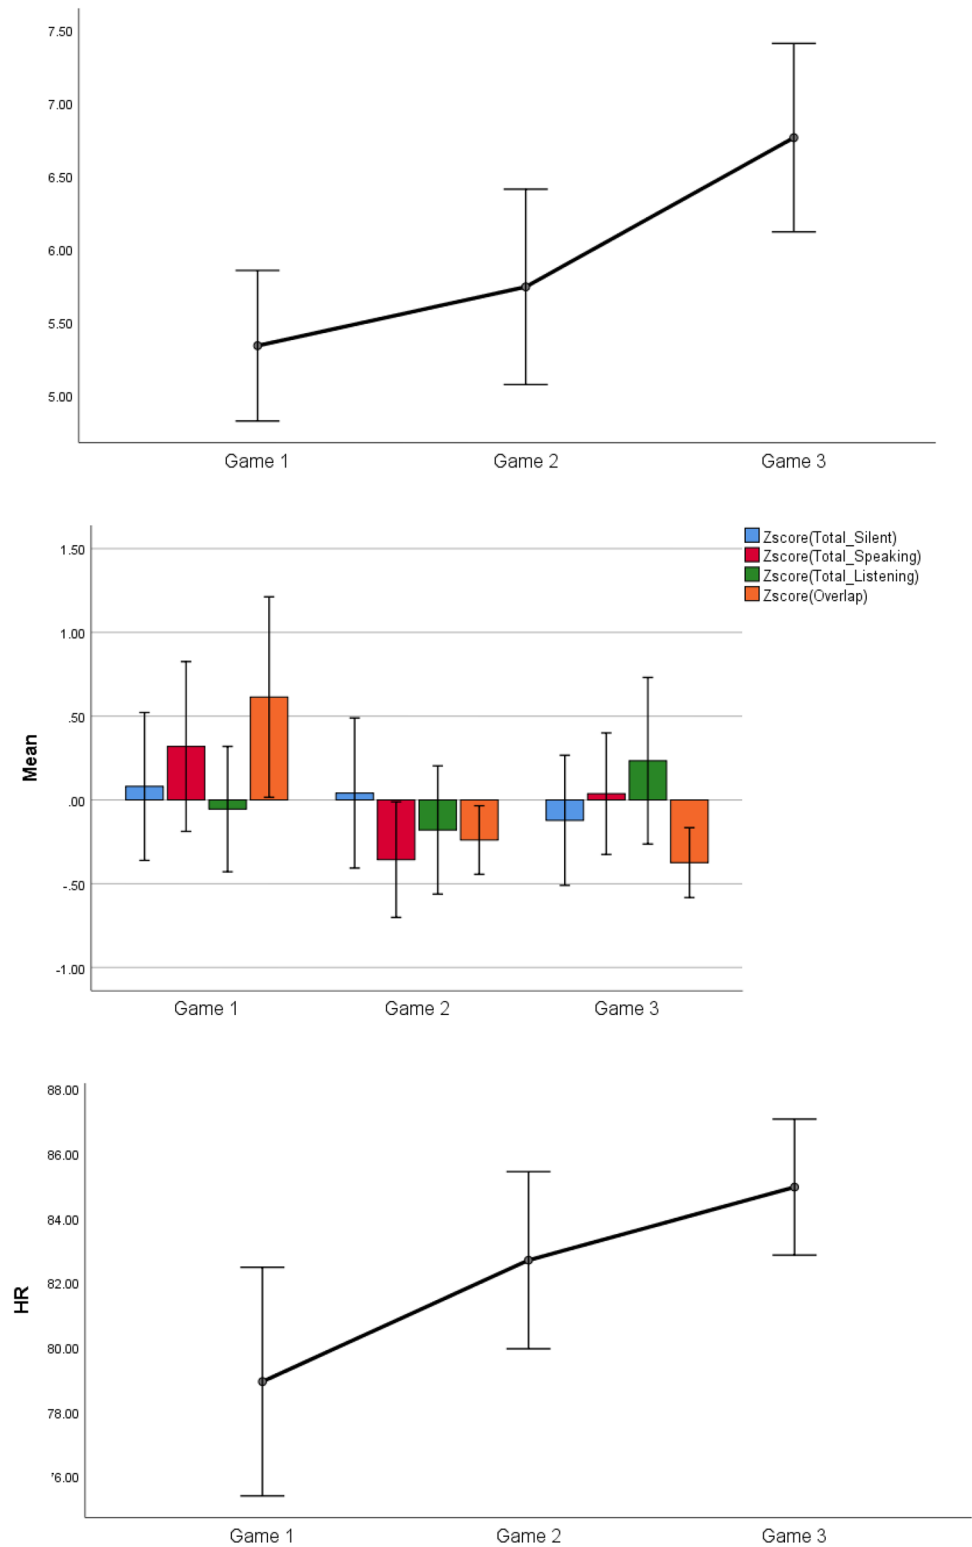 7.50
7.00
6.50
6.00
5.50
5.00
Game 1 Game 2 Game 3
Zscore(Total_Silent)
Zscore(Total_Speaking)
Zscore(Total_Listening)
Zscore(Overlap)
1.50
1.00
.50
.00
-.50
-1.00
Mean
Game 1 Game 2 Game 3
88.00
86.00
84.00
82.00
80.00
78.00
'6.00
HR
Game 1 Game 2 Game 3